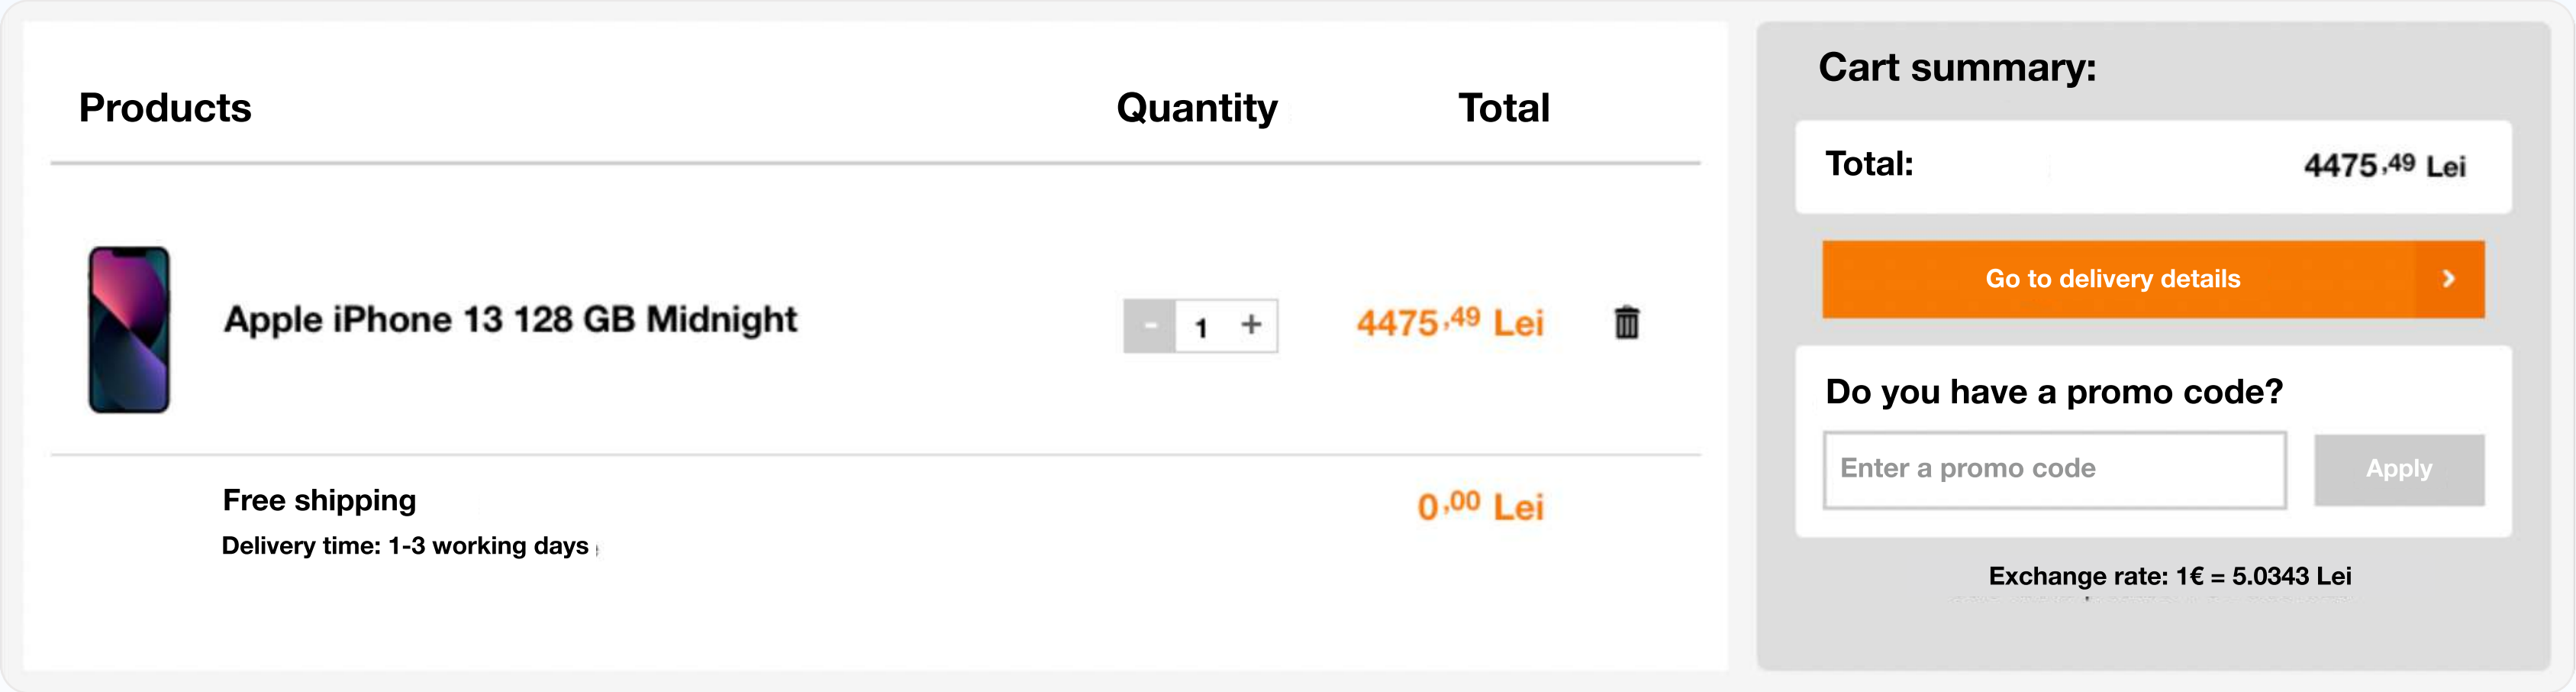 Products Quantity Total
Apple iPhone 13 128 GB Midnight - 1 + 4475,49 Lei
Free shipping 0,00 Lei
Delivery time: 1-3 working days
Cart summary:
Total: 4475,49 Lei
Go to delivery details
Do you have a promo code?
Enter a promo code Apply
Exchange rate: 1€ = 5.0343 Lei